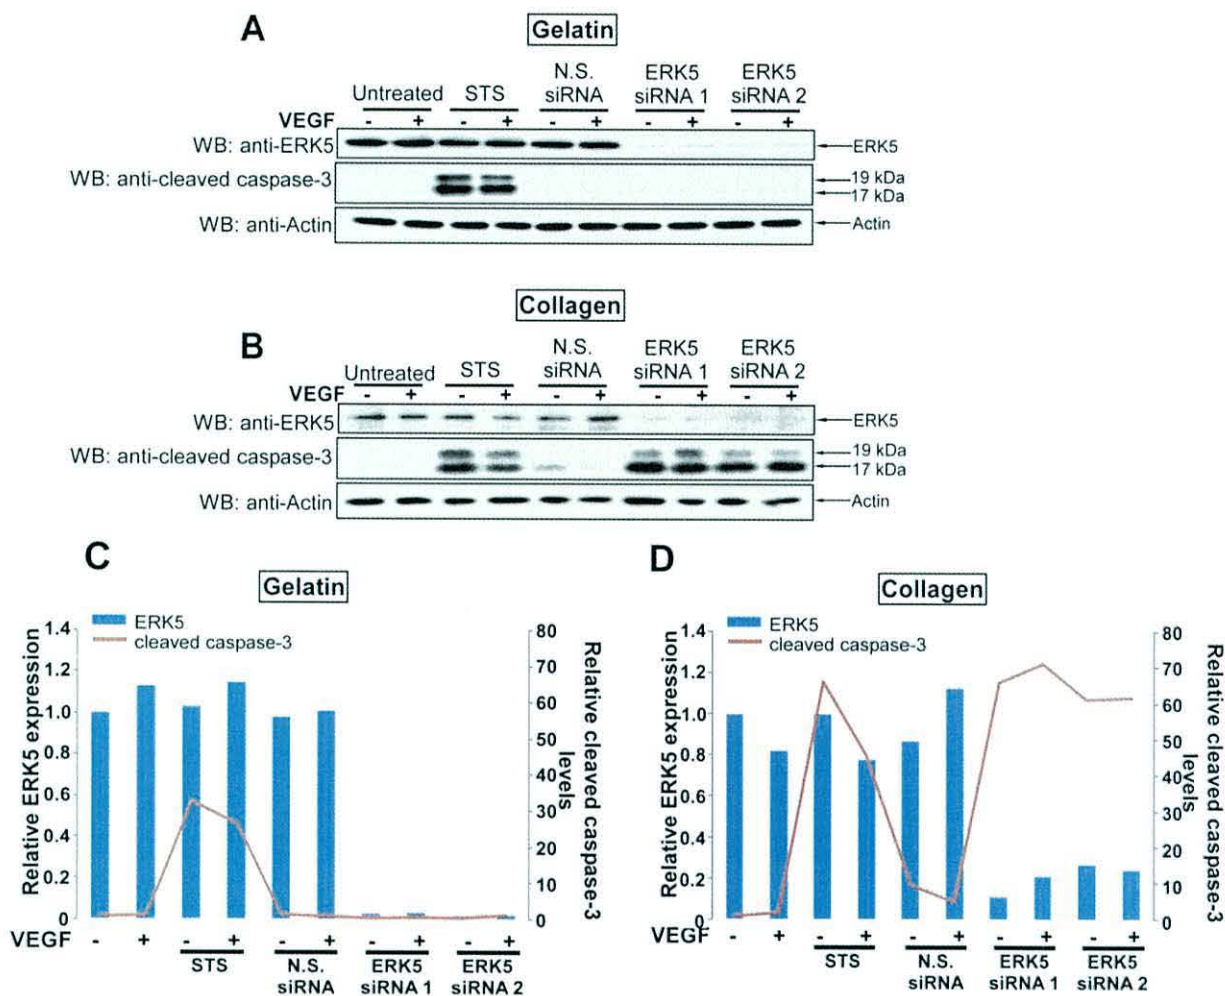 A
Gelatin
Untreated STS N.S. siRNA ERK5 siRNA 1 ERK5 siRNA 2
VEGF - + - + - + - + - +
WB: anti-ERK5 ERK5
WB: anti-cleaved caspase-3 19 kDa
17 kDa
WB: anti-Actin Actin
Collagen
B
Untreated STS N.S. siRNA ERK5 siRNA 1 ERK5 siRNA 2
VEGF - + - + - + - + - +
WB: anti-ERK5 ERK5
WB: anti-cleaved caspase-3 19 kDa
17 kDa
WB: anti-Actin Actin
C
Gelatin
ERK5
cleaved caspase-3
Relative ERK5 expression
1.4
1.2
1.0
0.8
0.6
0.4
0.2
0
80
70
60
50
40
30
20
10
0
Relative cleaved caspase-3
levels
VEGF - + - + - + - + - +
STS N.S. siRNA ERK5 siRNA 1 ERK5 siRNA 2
D
Collagen
ERK5
cleaved caspase-3
Relative ERK5 expression
1.4
1.2
1.0
0.8
0.6
0.4
0.2
0
80
70
60
50
40
30
20
10
0
Relative cleaved caspase-3
levels
VEGF - + - + - + - + - +
STS N.S. siRNA ERK5 siRNA 1 ERK5 siRNA 2